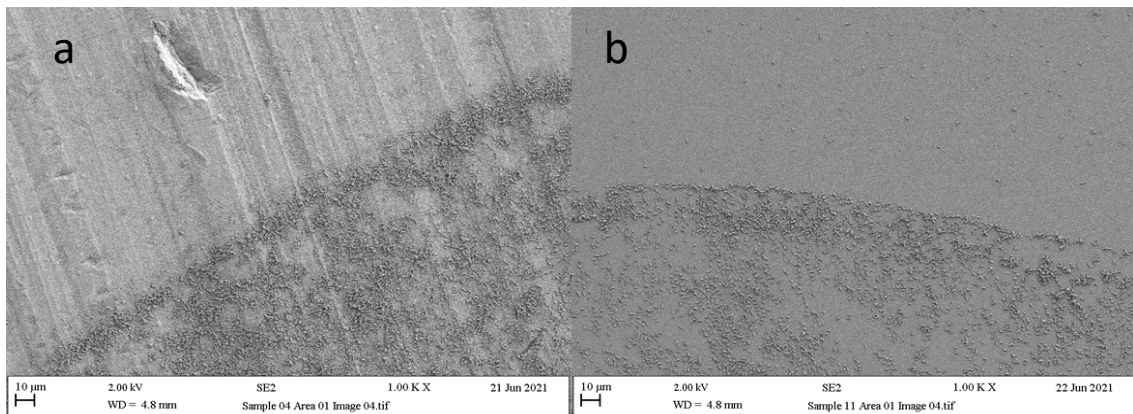 a
b
10 µm 2.00 kV SE2 1.00 K X 21 Jun 2021
WD = 4.8 mm Sample 04 Area 01 Image 04.tif
10 µm 2.00 kV SE2 1.00 K X 22 Jun 2021
WD = 4.8 mm Sample 11 Area 01 Image 04.tif